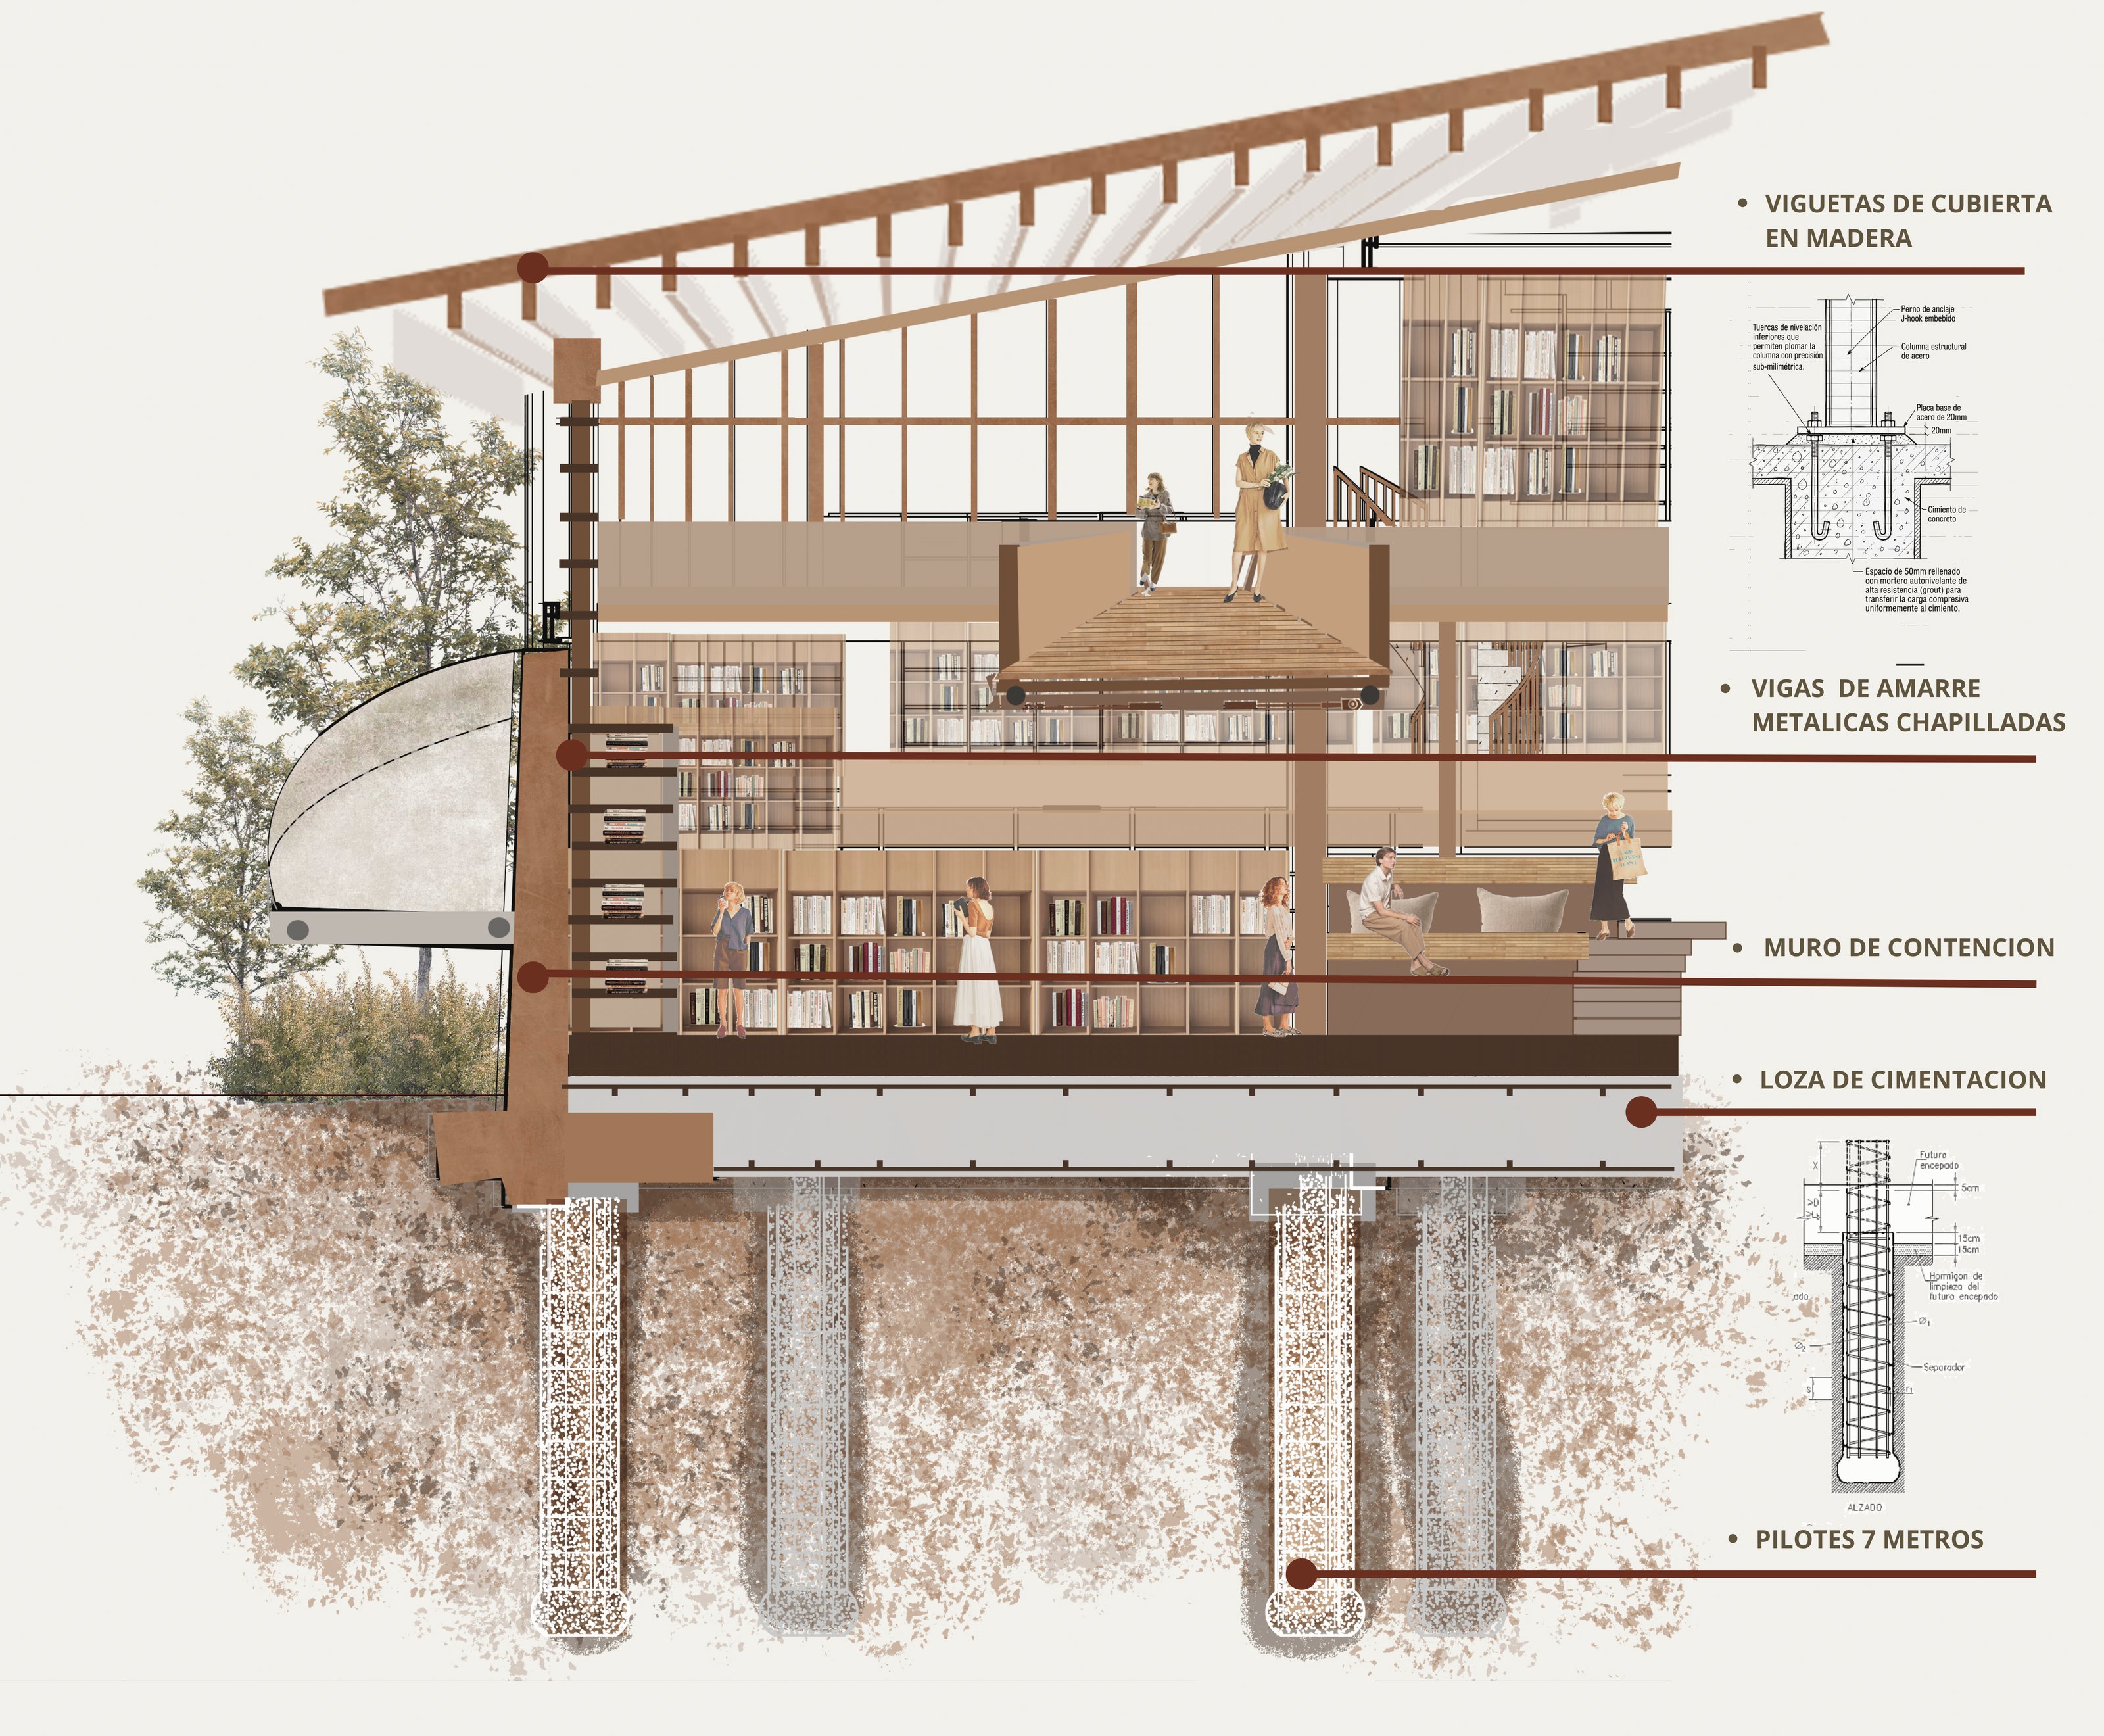 • VIGUETAS DE CUBIERTA
EN MADERA
Perno de anclaje
J-hook embebido
Tuercas de nivelación
inferiores que
permiten plomar la
columna con precisión
sub-milimétrica.
Columna estructural
de acero
Placa base de
acero de 20mm
20mm
Cimiento de
concreto
Espacio de 50mm rellenado
con mortero autonivelante de
alta resistencia (grout) para
transferir la carga compresiva
uniformemente al cimiento.
• VIGAS DE AMARRE
METALICAS CHAPILLADAS
• MURO DE CONTENCION
• LOZA DE CIMENTACION
Futuro
encepado
X
5cm
≥D
15cm
15cm
Hormigon de
limpieza del
futuro encepado
ada
Ø1
Ø2
Separador
S
r1
ALZADO
• PILOTES 7 METROS